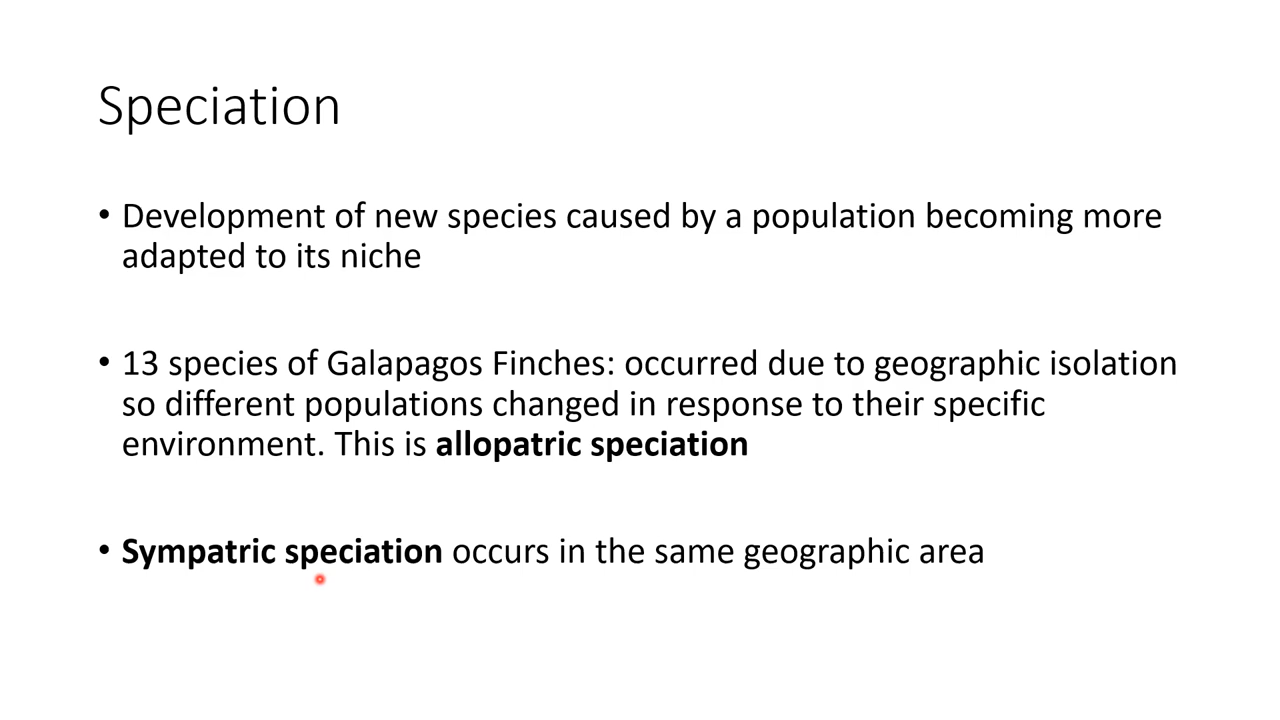 Speciation
• Development of new species caused by a population becoming more
adapted to its niche
• 13 species of Galapagos Finches: occurred due to geographic isolation
so different populations changed in response to their specific
environment. This is allopatric speciation
• Sympatric speciation occurs in the same geographic area